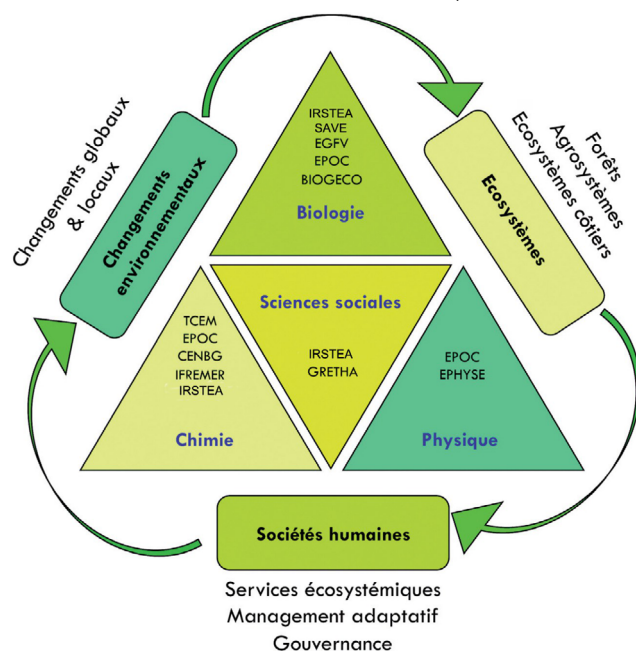 Changements globaux
& locaux
Changements
environnementaux
IRSTEA
SAVE
EGFV
EPOC
BIOGECO
Biologie
Forêts
Agrosystèmes
Ecosystèmes côtiers
Ecosystèmes
Sciences sociales
IRSTEA
GRETHA
TCEM
EPOC
CENBG
IFREMER
IRSTEA
Chimie
EPOC
EPHYSE
Physique
Sociétés humaines
Services écosystémiques
Management adaptatif
Gouvernance